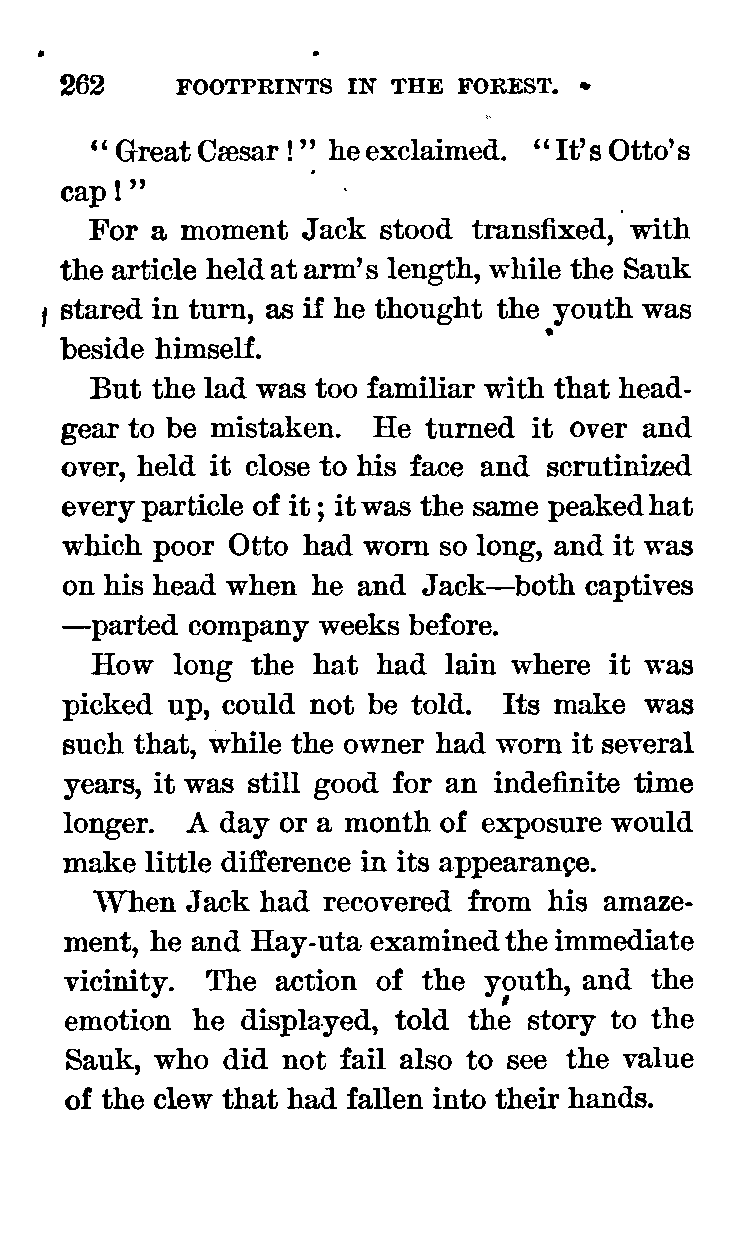 262 FOOTPRINTS IN THE FOREST.
“Great Cæsar!” he exclaimed. “It’s Otto’s
cap!”
For a moment Jack stood transfixed, with
the article held at arm’s length, while the Sauk
stared in turn, as if he thought the youth was
beside himself.
But the lad was too familiar with that head-
gear to be mistaken. He turned it over and
over, held it close to his face and scrutinized
every particle of it; it was the same peaked hat
which poor Otto had worn so long, and it was
on his head when he and Jack—both captives
—parted company weeks before.
How long the hat had lain where it was
picked up, could not be told. Its make was
such that, while the owner had worn it several
years, it was still good for an indefinite time
longer. A day or a month of exposure would
make little difference in its appearance.
When Jack had recovered from his amaze-
ment, he and Hay-uta examined the immediate
vicinity. The action of the youth, and the
emotion he displayed, told the story to the
Sauk, who did not fail also to see the value
of the clew that had fallen into their hands.